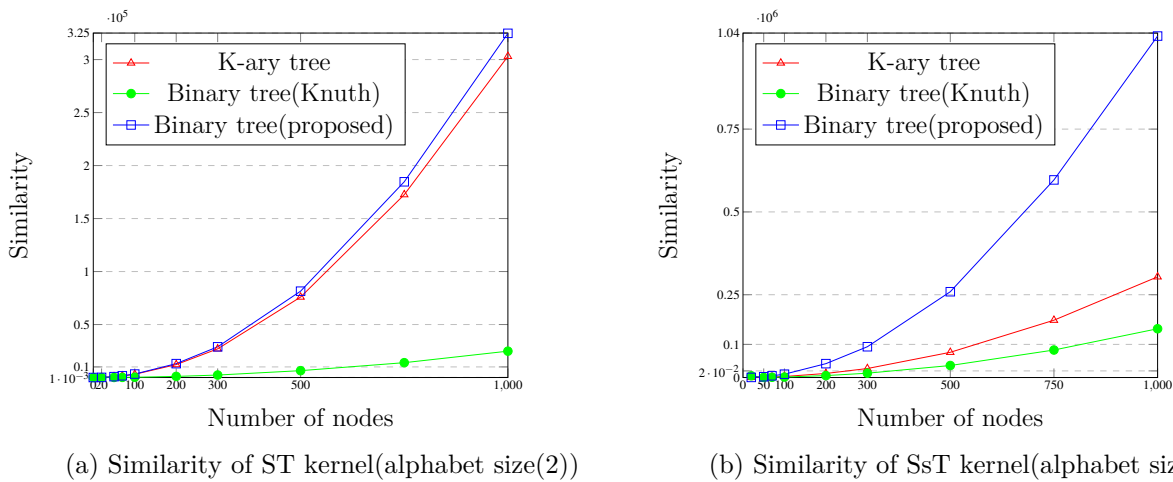 ·10^5
3.25
3
2.5
2
1.5
1
0.5
0.1
1·10^-3
K-ary tree
Binary tree(Knuth)
Binary tree(proposed)
Similarity
20
100
200
300
500
1,000
Number of nodes
(a) Similarity of ST kernel(alphabet size(2))
·10^6
1.04
0.75
0.5
0.25
0.1
2·10^-2
0
K-ary tree
Binary tree(Knuth)
Binary tree(proposed)
Similarity
0
20
50
100
200
300
500
750
1,000
Number of nodes
(b) Similarity of SsT kernel(alphabet siz